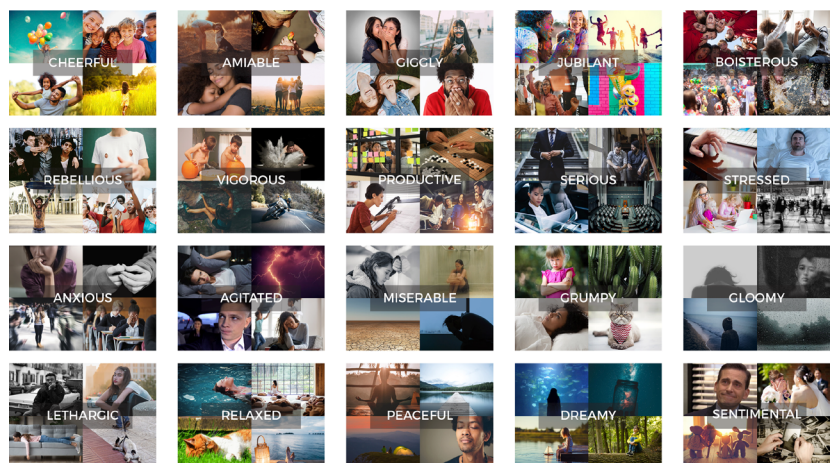 CHEERFUL
AMIABLE
GIGGLY
JUBILANT
BOISTEROUS
REBELLIOUS
VIGOROUS
PRODUCTIVE
SERIOUS
STRESSED
ANXIOUS
AGITATED
MISERABLE
GRUMPY
GLOOMY
LETHARGIC
RELAXED
PEACEFUL
DREAMY
SENTIMENTAL